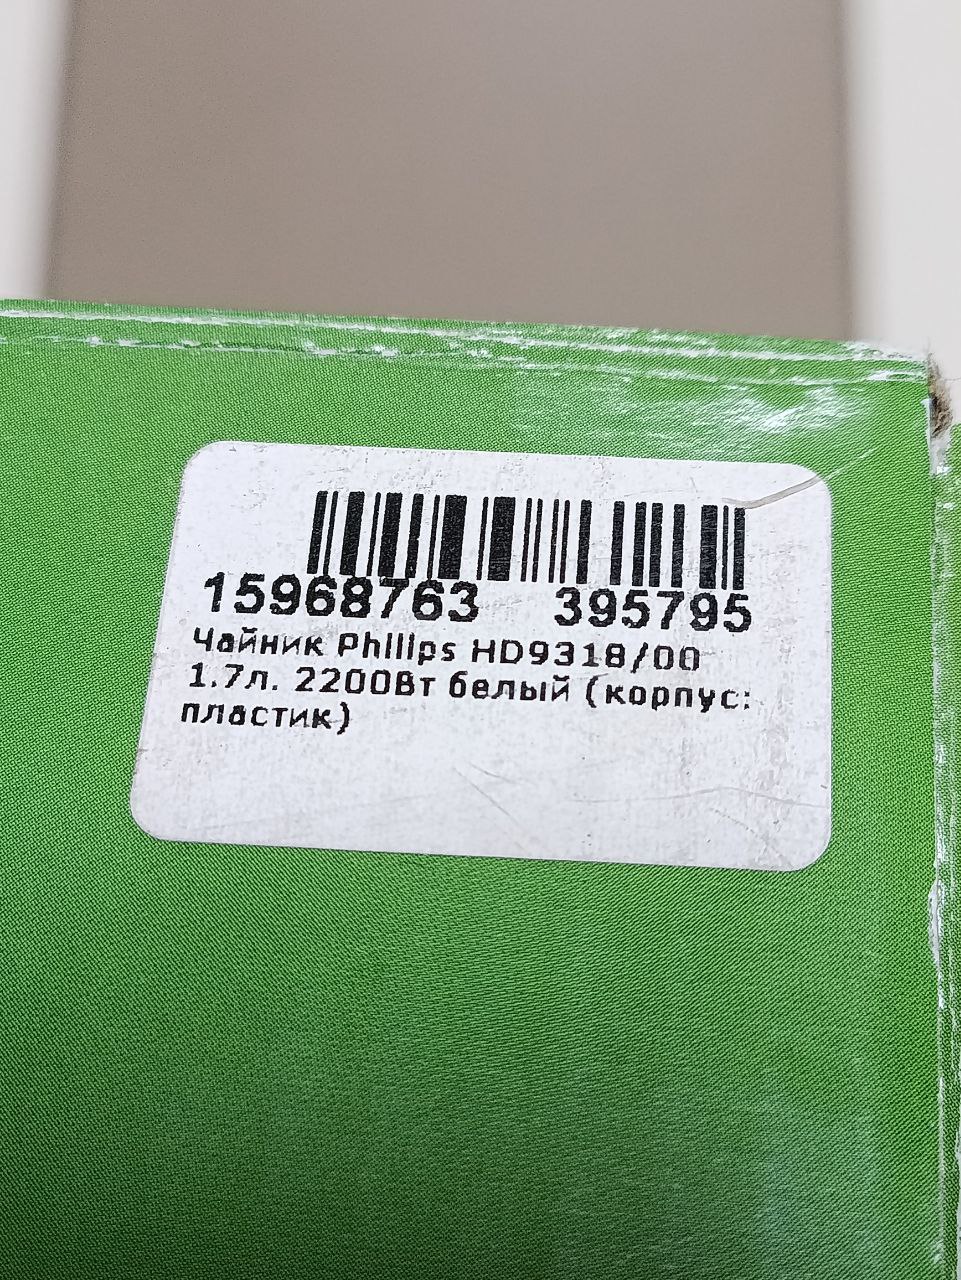 15968763 395795
Чайник Philips HD9318/00
1.7л. 2200Вт белый (корпус:
пластик)